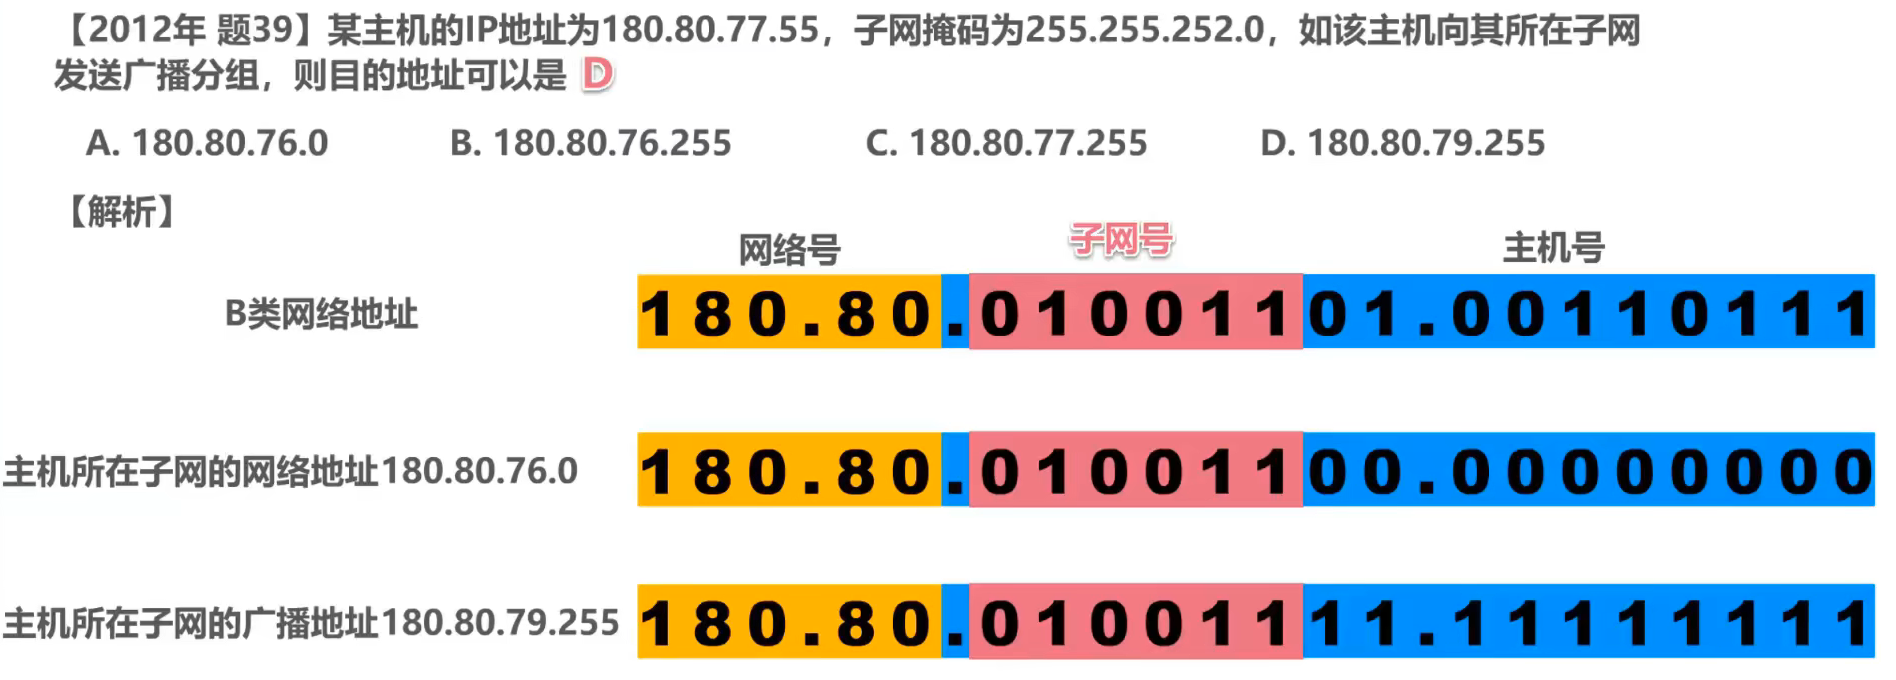 【2012年 题39】某主机的IP地址为180.80.77.55，子网掩码为255.255.252.0，如该主机向其所在子网
发送广播分组，则目的地址可以是 D
A. 180.80.76.0 B. 180.80.76.255 C. 180.80.77.255 D. 180.80.79.255
【解析】
网络号 子网号 主机号
B类网络地址 180.80.01001101.00110111
主机所在子网的网络地址180.80.76.0 180.80.01001100.00000000
主机所在子网的广播地址180.80.79.255 180.80.01001111.11111111